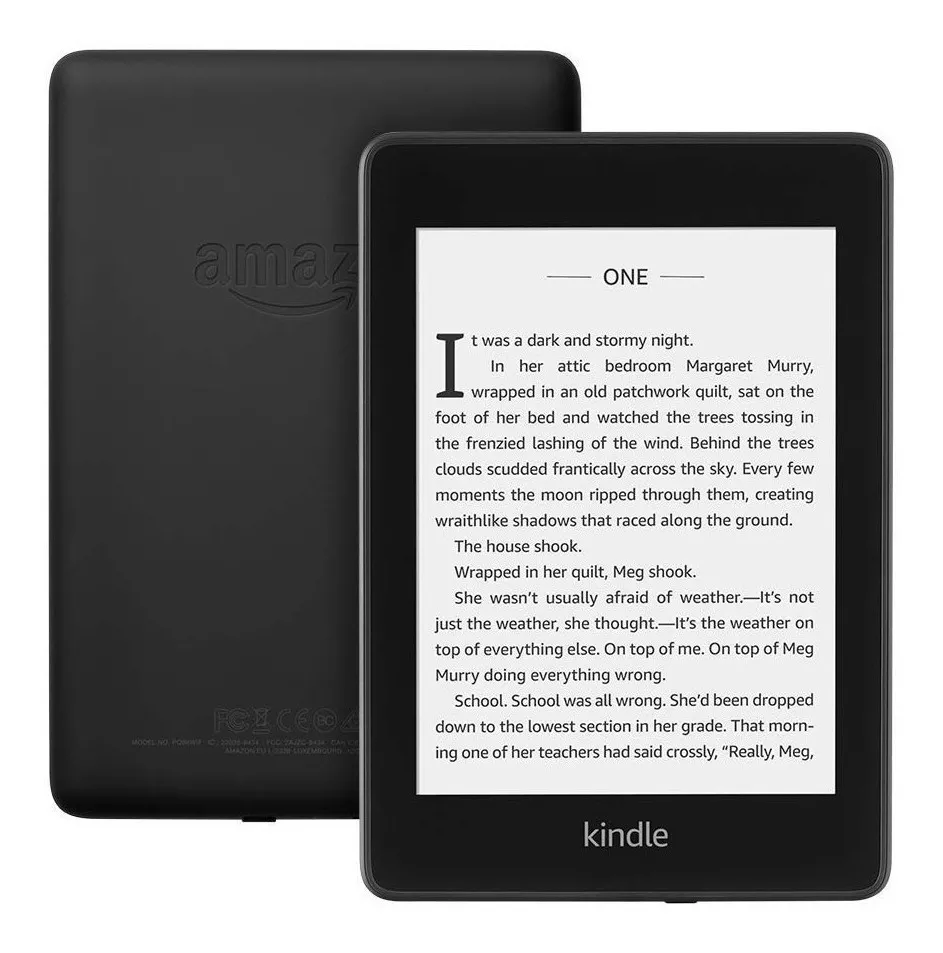 amaz
ONE
It was a dark and stormy night.
In her attic bedroom Margaret Murry,
wrapped in an old patchwork quilt, sat on the
foot of her bed and watched the trees tossing in
the frenzied lashing of the wind. Behind the trees
clouds scudded frantically across the sky. Every few
moments the moon ripped through them, creating
wraithlike shadows that raced along the ground.
The house shook.
Wrapped in her quilt, Meg shook.
She wasn’t usually afraid of weather.—It’s not
just the weather, she thought.—It’s the weather on
top of everything else. On top of me. On top of Meg
Murry doing everything wrong.
School. School was all wrong. She’d been dropped
down to the lowest section in her grade. That morn-
ing one of her teachers had said crossly, “Really, Meg,
kindle
FC CE
MODEL NO.
AMAZON EU